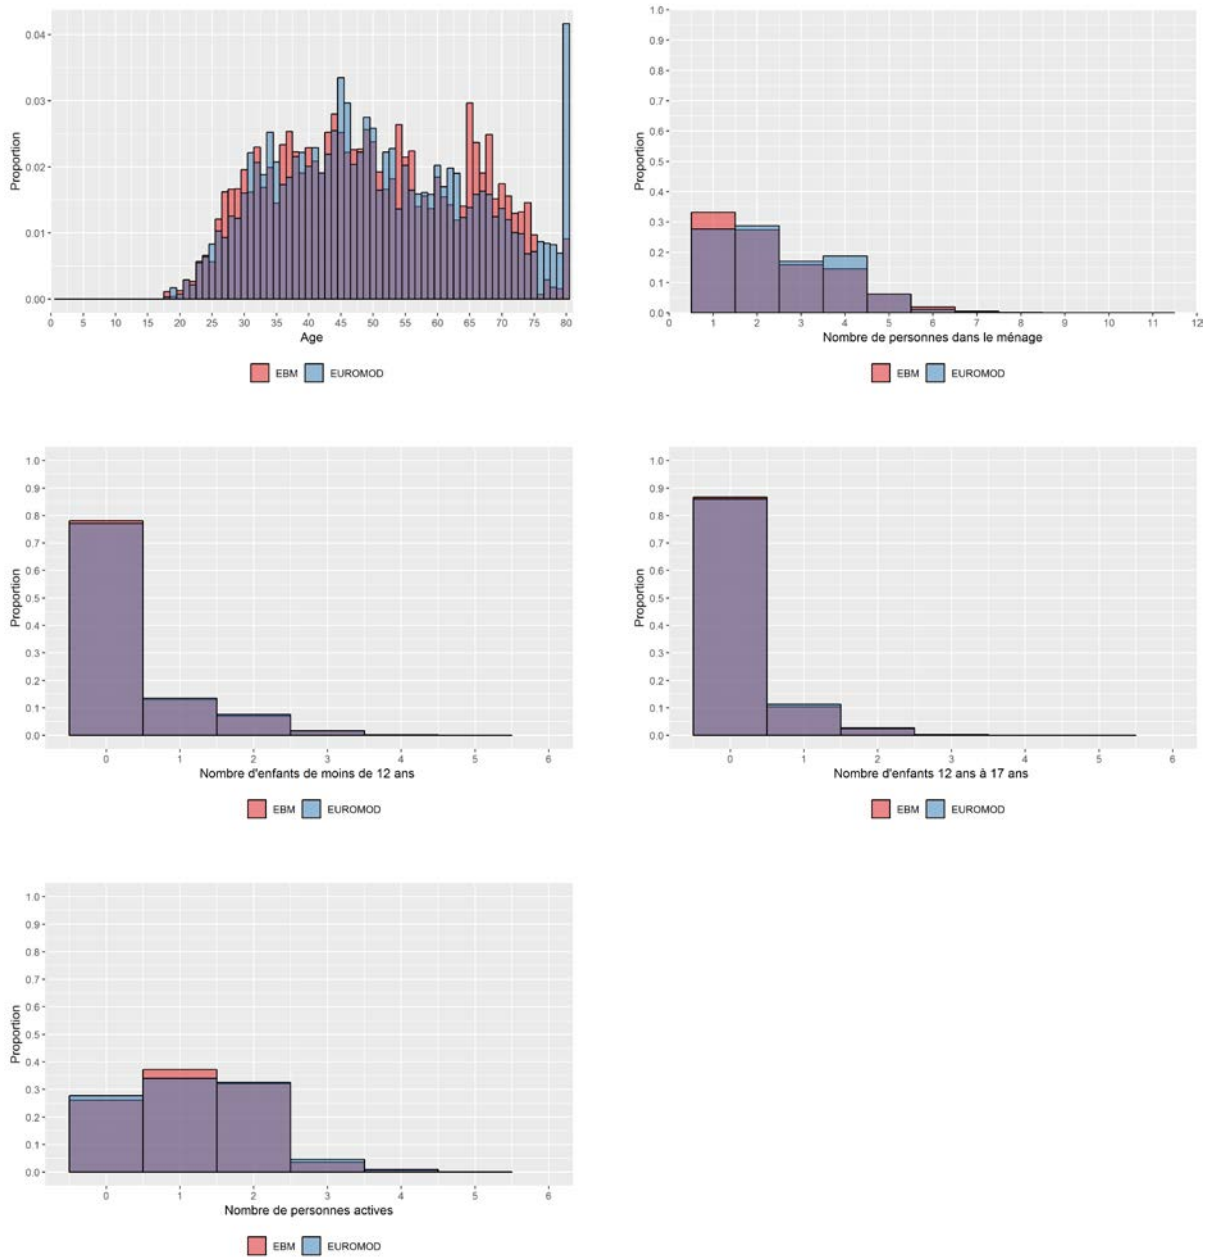 0.04
0.03
0.02
0.01
0.00
Proportion
0 5 10 15 20 25 30 35 40 45 50 55 60 65 70 75 80
Age
EBM EUROMOD
1.0
0.9
0.8
0.7
0.6
0.5
0.4
0.3
0.2
0.1
0.0
Proportion
0 1 2 3 4 5 6 7 8 9 10 11 12
Nombre de personnes dans le ménage
EBM EUROMOD
1.0
0.9
0.8
0.7
0.6
0.5
0.4
0.3
0.2
0.1
0.0
Proportion
0 1 2 3 4 5 6
Nombre d'enfants de moins de 12 ans
EBM EUROMOD
1.0
0.9
0.8
0.7
0.6
0.5
0.4
0.3
0.2
0.1
0.0
Proportion
0 1 2 3 4 5 6
Nombre d'enfants 12 ans à 17 ans
EBM EUROMOD
1.0
0.9
0.8
0.7
0.6
0.5
0.4
0.3
0.2
0.1
0.0
Proportion
0 1 2 3 4 5 6
Nombre de personnes actives
EBM EUROMOD